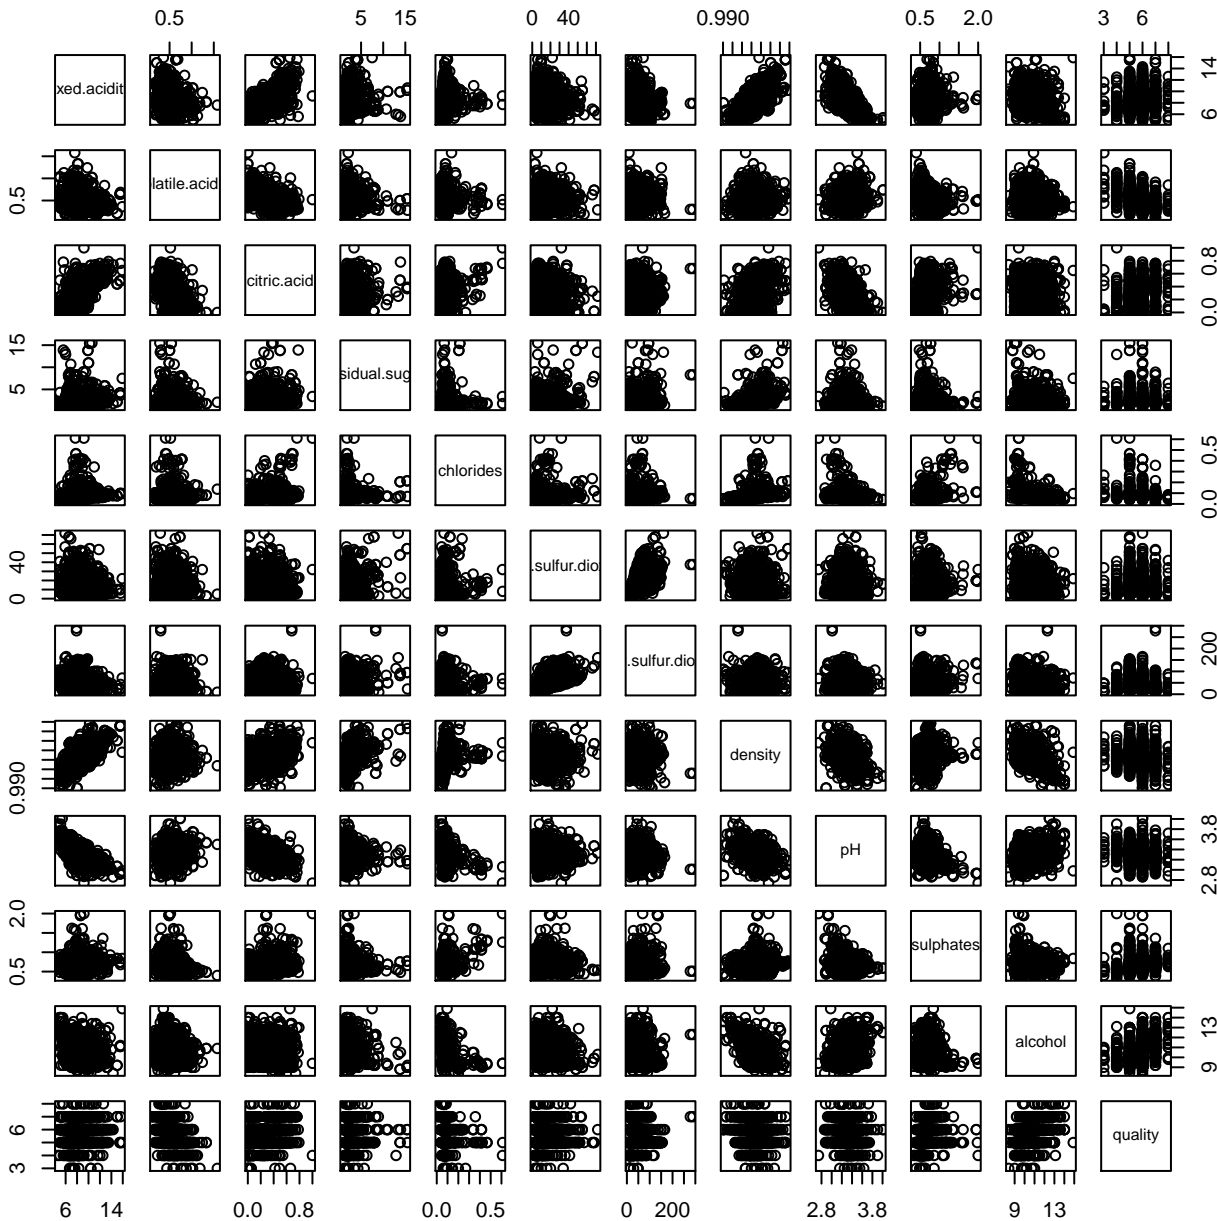 0.5 5 15 0 40 0.990 0.5 2.0 3 6
xed.acidit 6 14
0.5 latile.acid
citric.acid 0.0 0.8
5 15 sidual.sug
chlorides 0.0 0.5
0 40 .sulfur.dio
.sulfur.dio 0 200
0.990 density
pH 2.8 3.8
0.5 2.0 sulphates
alcohol 9 13
3 6 quality
6 14 0.0 0.8 0.0 0.5 0 200 2.8 3.8 9 13